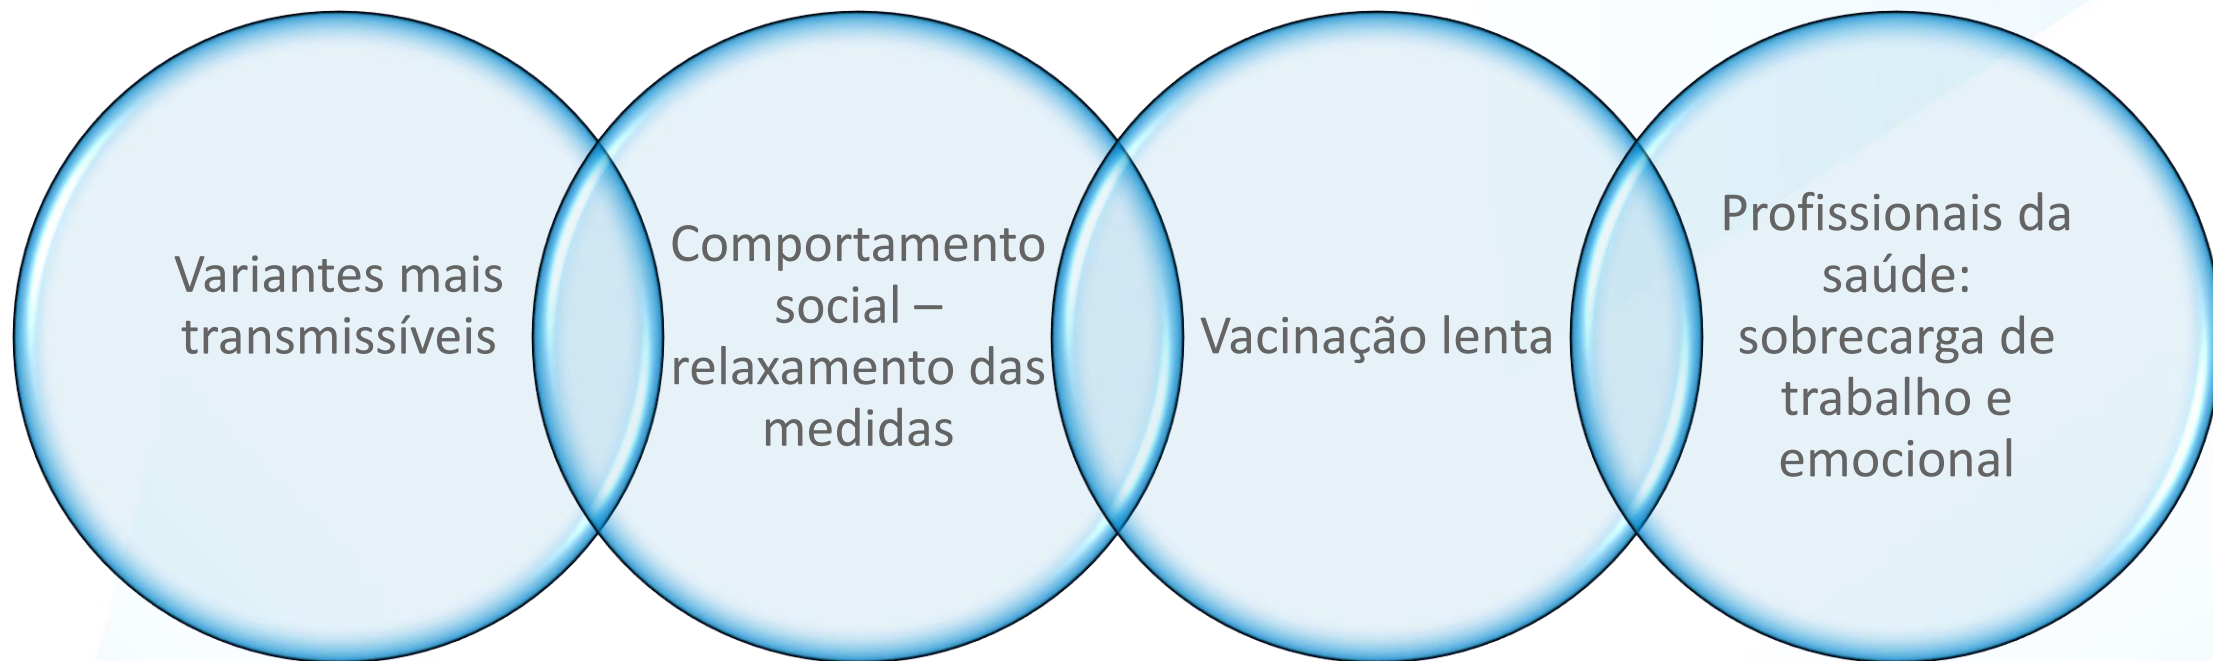 Variantes mais
transmissíveis
Comportamento
social –
relaxamento das
medidas
Vacinação lenta
Profissionais da
saúde:
sobrecarga de
trabalho e
emocional